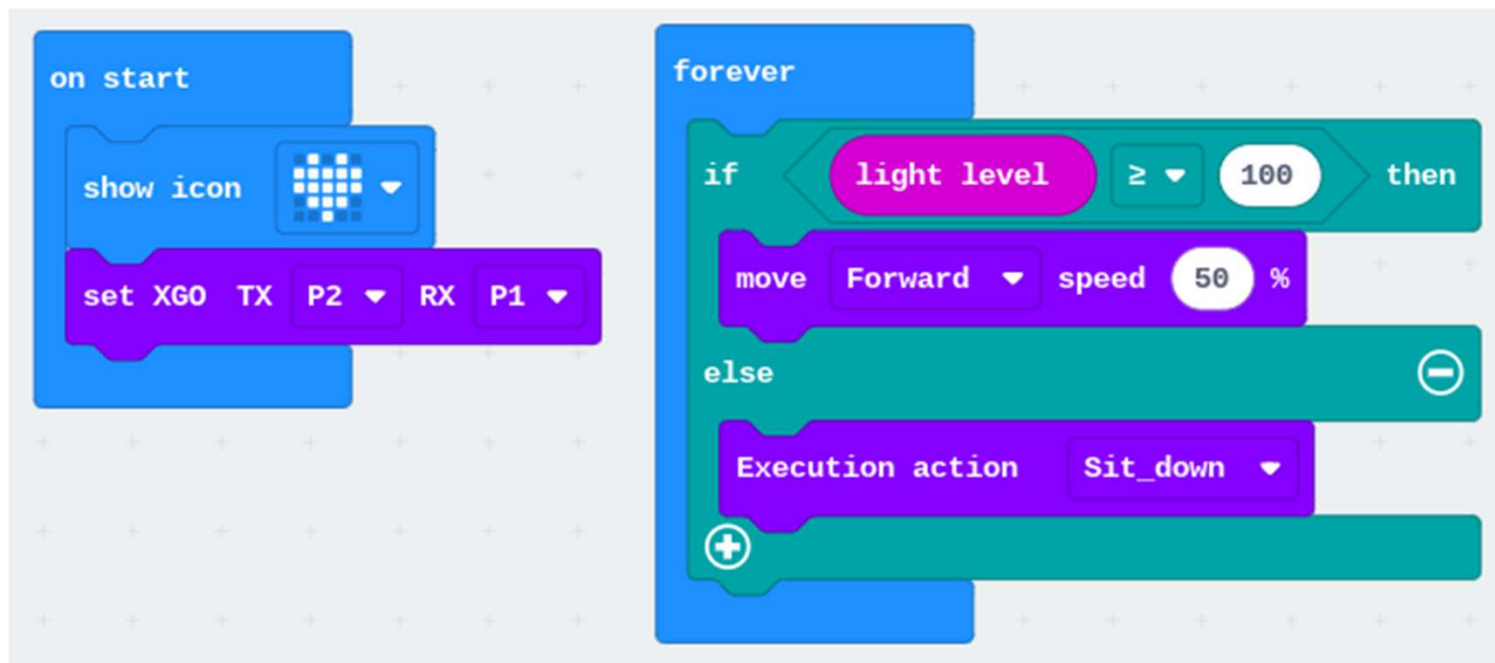 on start
show icon
set XGO TX P2 RX P1
forever
if light level ≥ 100 then
move Forward speed 50 %
else
Execution action Sit_down